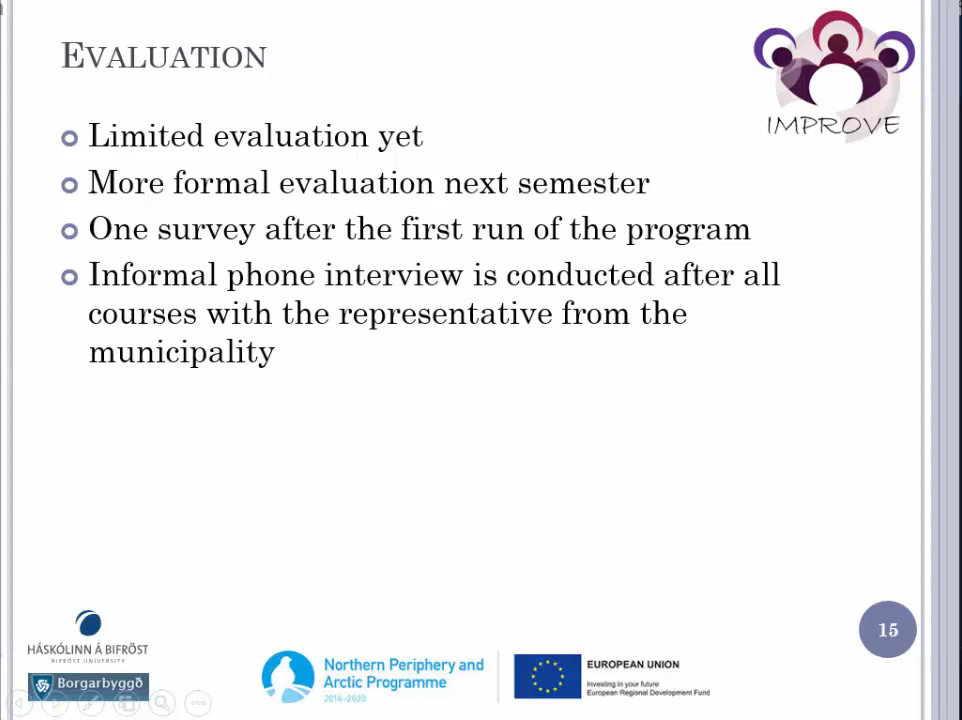 EVALUATION
IMPROVE
Limited evaluation yet
More formal evaluation next semester
One survey after the first run of the program
Informal phone interview is conducted after all
courses with the representative from the
municipality
15
HÁSKÓLINN Á BIFRÖST
BIFRÖST UNIVERSITY
Borgarbyggð
Northern Periphery and
Arctic Programme
2014–2020
EUROPEAN UNION
Investing in your future
European Regional Development Fund